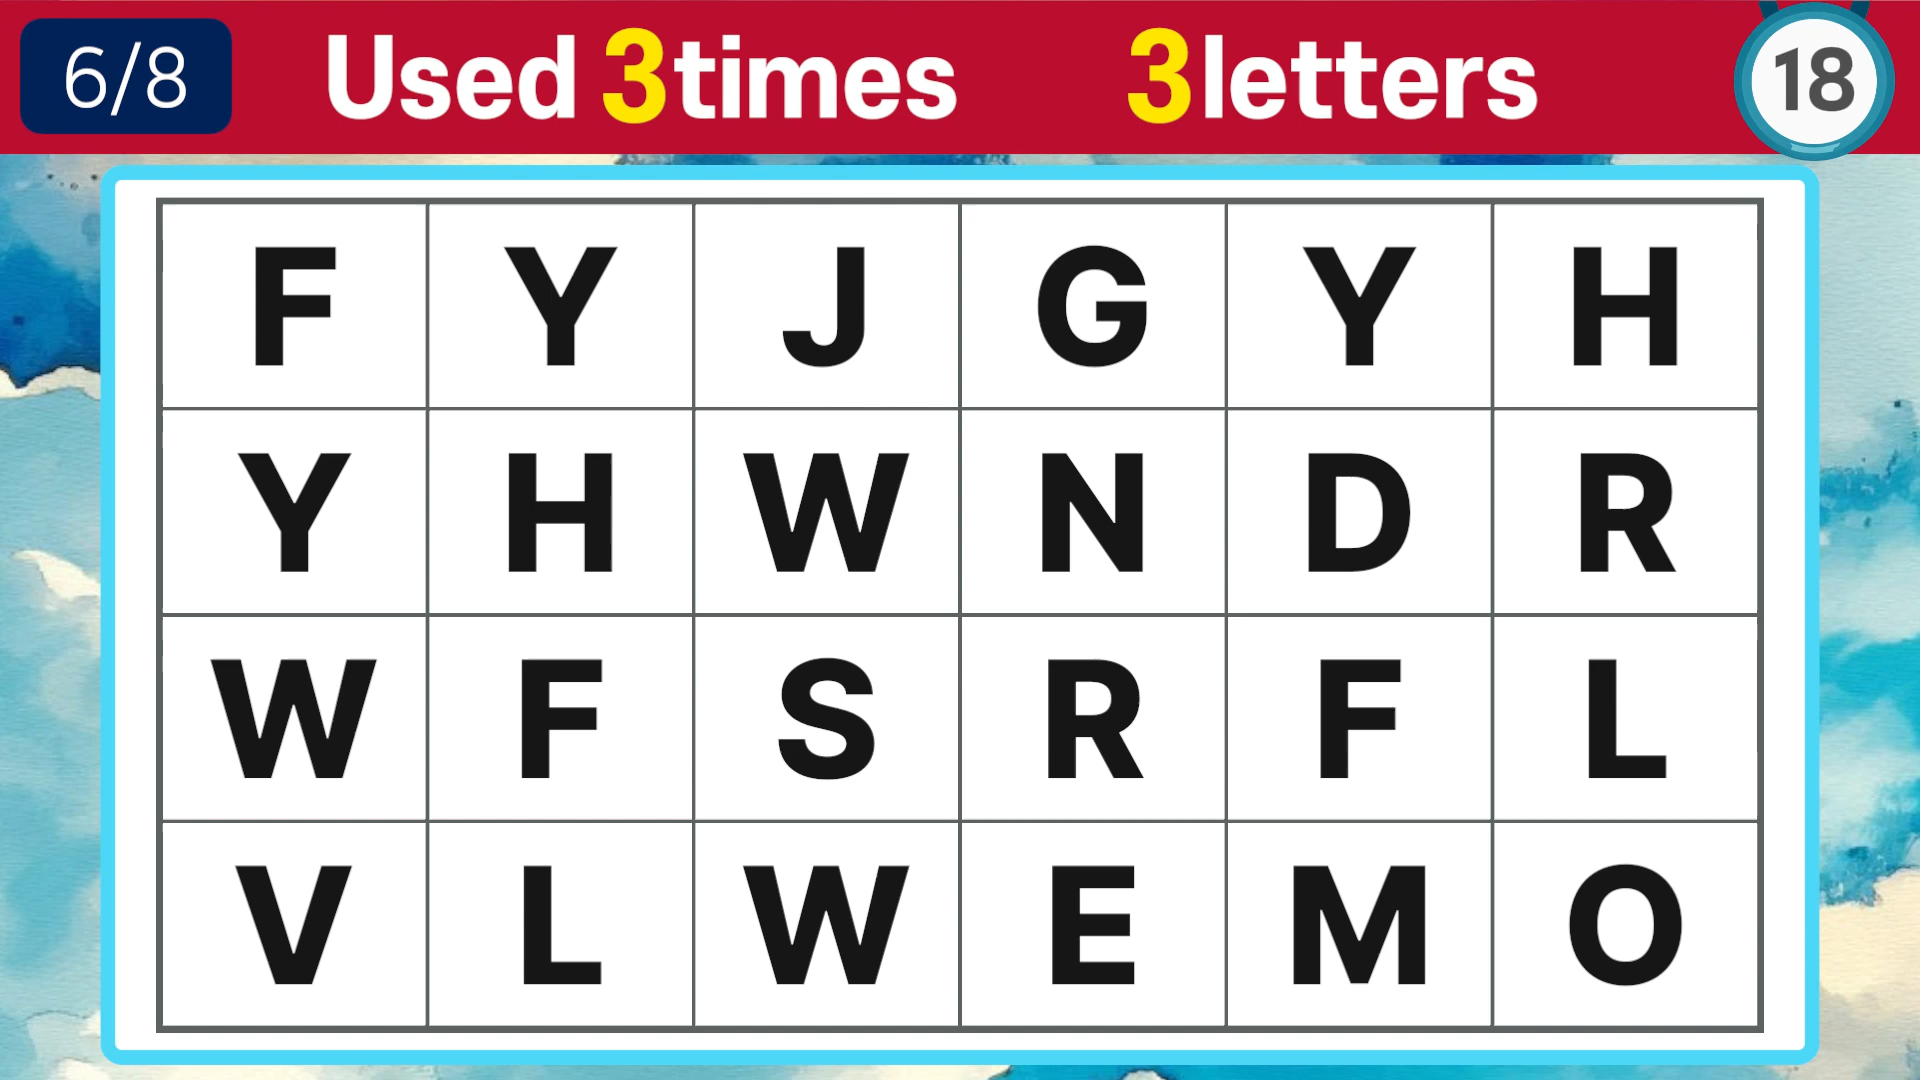 6/8 Used 3 times 3 letters 18
F Y J G Y H
Y H W N D R
W F S R F L
V L W E M O